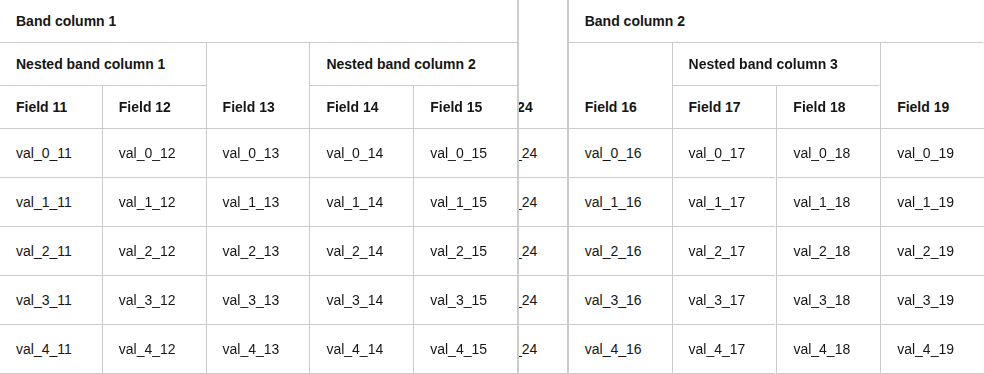 Band column 1 Band column 2
Nested band column 1 Nested band column 2 Nested band column 3
Field 11 Field 12 Field 13 Field 14 Field 15 24 Field 16 Field 17 Field 18 Field 19
val_0_11 val_0_12 val_0_13 val_0_14 val_0_15 _24 val_0_16 val_0_17 val_0_18 val_0_19
val_1_11 val_1_12 val_1_13 val_1_14 val_1_15 _24 val_1_16 val_1_17 val_1_18 val_1_19
val_2_11 val_2_12 val_2_13 val_2_14 val_2_15 _24 val_2_16 val_2_17 val_2_18 val_2_19
val_3_11 val_3_12 val_3_13 val_3_14 val_3_15 _24 val_3_16 val_3_17 val_3_18 val_3_19
val_4_11 val_4_12 val_4_13 val_4_14 val_4_15 _24 val_4_16 val_4_17 val_4_18 val_4_19